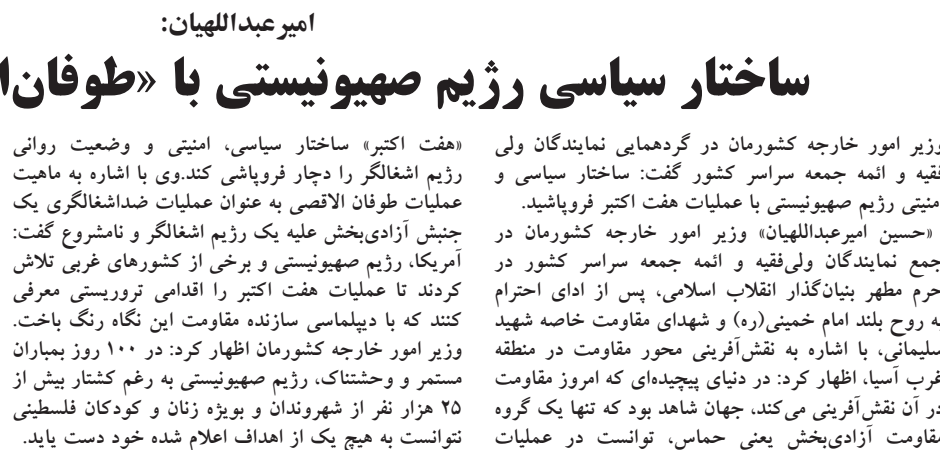 امیرعبداللهیان:
ساختار سیاسی رژیم صهیونیستی با «طوفان‌ا
وزیر امور خارجه کشورمان در گردهمایی نمایندگان ولی
فقیه و ائمه جمعه سراسر کشور گفت: ساختار سیاسی و
امنیتی رژیم صهیونیستی با عملیات هفت اکتبر فروپاشید.
«حسین امیرعبداللهیان» وزیر امور خارجه کشورمان در
جمع نمایندگان ولی‌فقیه و ائمه جمعه سراسر کشور در
حرم مطهر بنیان‌گذار انقلاب اسلامی، پس از ادای احترام
به روح بلند امام خمینی(ره) و شهدای مقاومت خاصه شهید
سلیمانی، با اشاره به نقش‌آفرینی محور مقاومت در منطقه
غرب آسیا، اظهار کرد: در دنیای پیچیده‌ای که امروز مقاومت
در آن نقش‌آفرینی می‌کند، جهان شاهد بود که تنها یک گروه
مقاومت آزادی‌بخش یعنی حماس، توانست در عملیات
«هفت اکتبر» ساختار سیاسی، امنیتی و وضعیت روانی
رژیم اشغالگر را دچار فروپاشی کند.وی با اشاره به ماهیت
عملیات طوفان الاقصی به عنوان عملیات ضداشغالگری یک
جنبش آزادی‌بخش علیه یک رژیم اشغالگر و نامشروع گفت:
آمریکا، رژیم صهیونیستی و برخی از کشورهای غربی تلاش
کردند تا عملیات هفت اکتبر را اقدامی تروریستی معرفی
کنند که با دیپلماسی سازنده مقاومت این نگاه رنگ باخت.
وزیر امور خارجه کشورمان اظهار کرد: در ۱۰۰ روز بمباران
مستمر و وحشتناک، رژیم صهیونیستی به رغم کشتار بیش از
۲۵ هزار نفر از شهروندان و بویژه زنان و کودکان فلسطینی
نتوانست به هیچ یک از اهداف اعلام شده خود دست یابد.